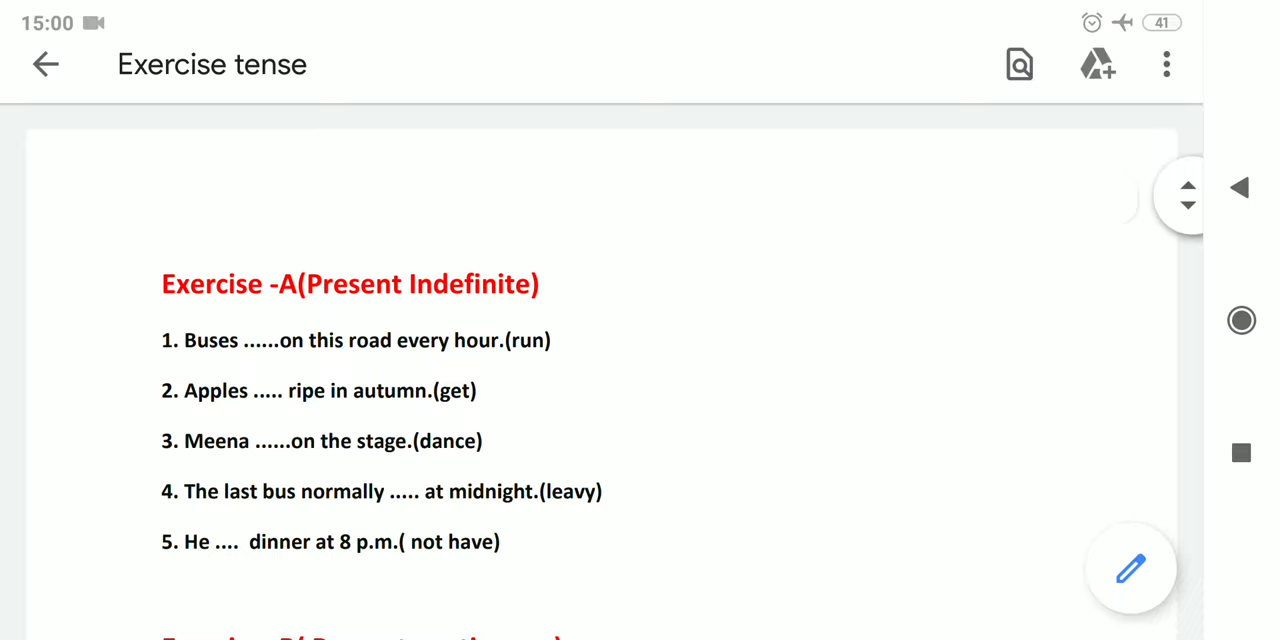 15:00
41
Exercise tense
Exercise -A(Present Indefinite)
1. Buses ......on this road every hour.(run)
2. Apples ..... ripe in autumn.(get)
3. Meena ......on the stage.(dance)
4. The last bus normally ..... at midnight.(leavy)
5. He .... dinner at 8 p.m.( not have)